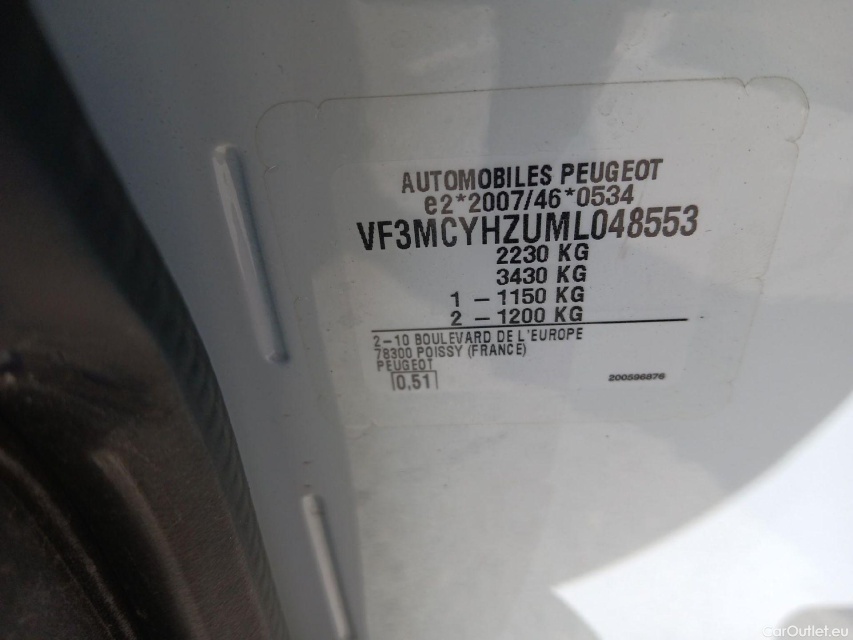 AUTOMOBILES PEUGEOT
e2*2007/46*0534
VF3MCYHZUML048553
2230 KG
3430 KG
1 – 1150 KG
2 – 1200 KG
2–10 BOULEVARD DE L'EUROPE
78300 POISSY (FRANCE)
PEUGEOT
0.51
200596876
carOutlet.eu